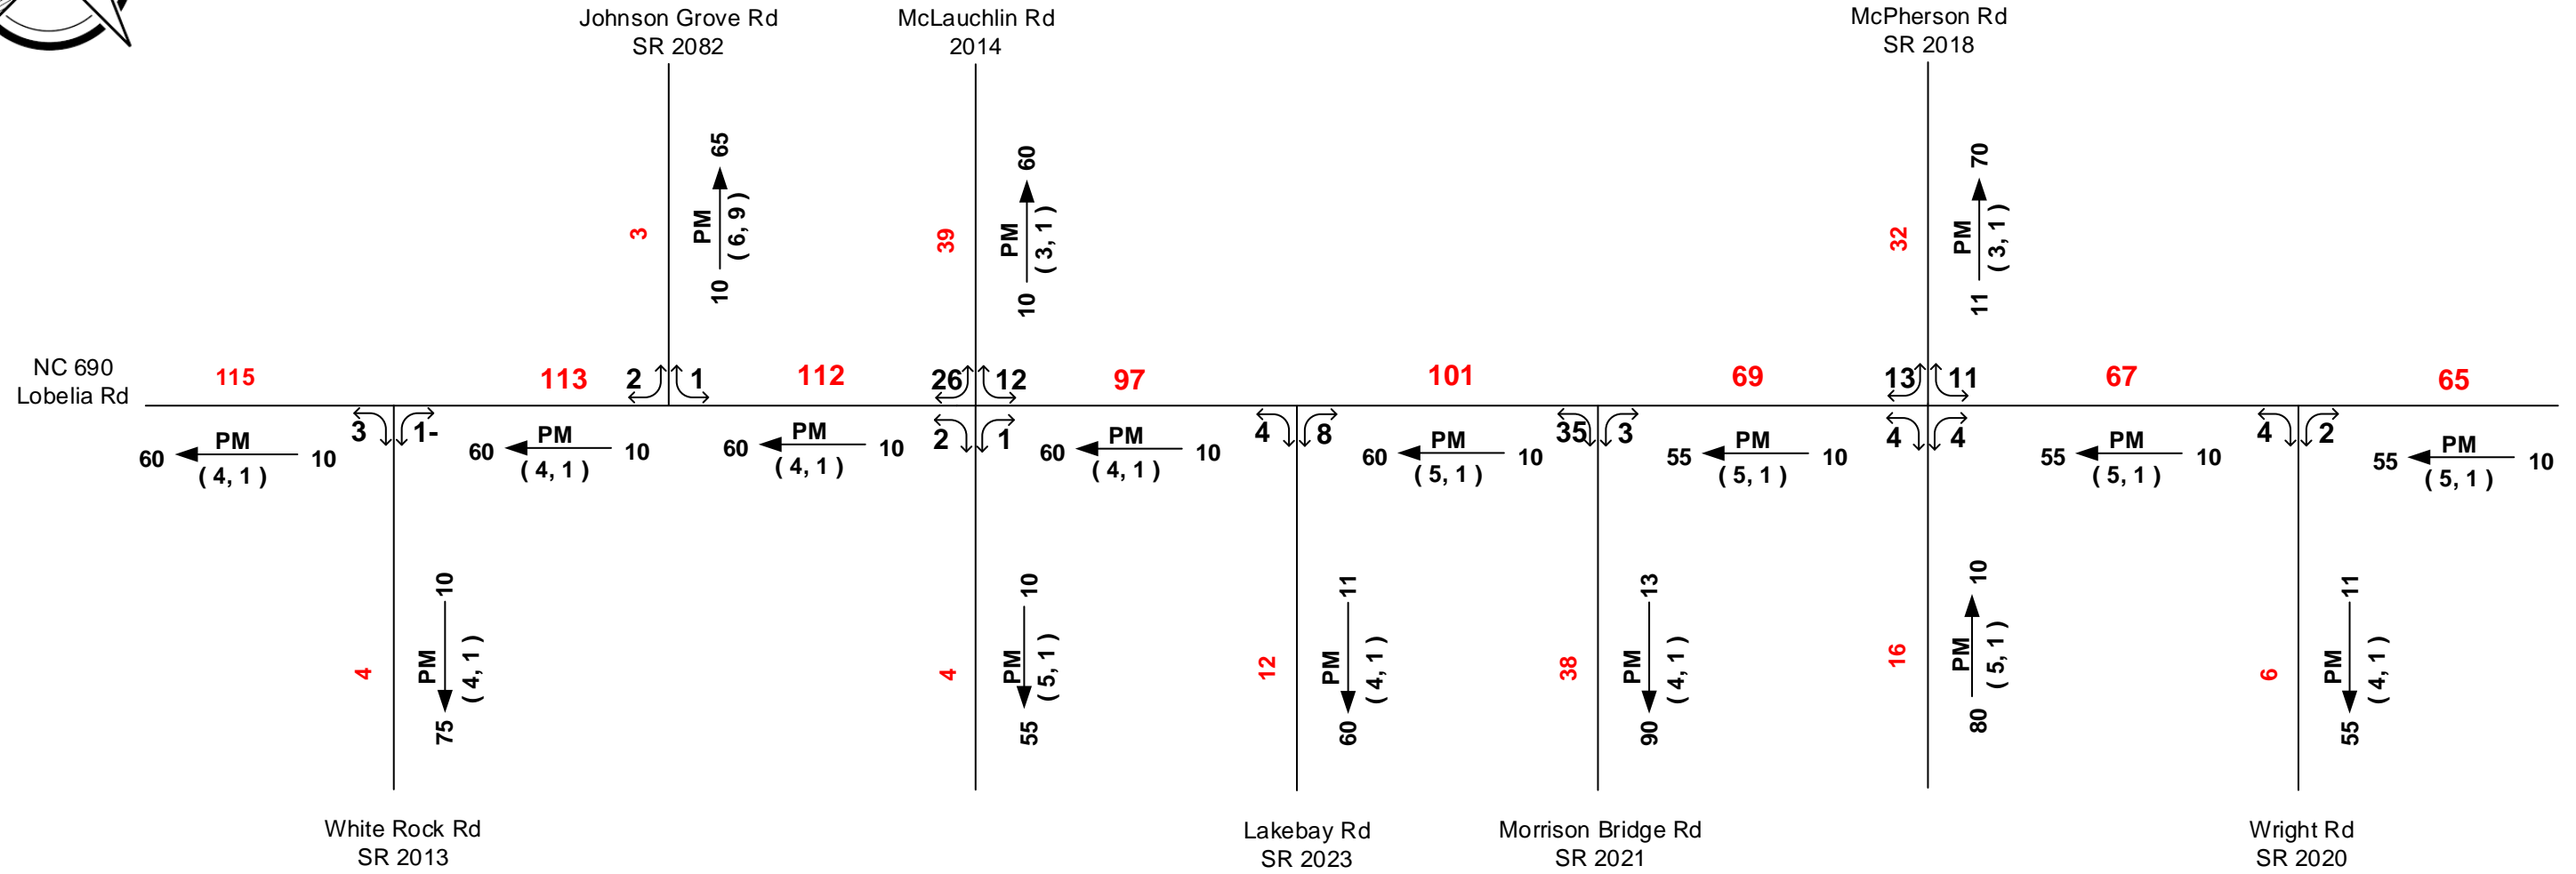 Johnson Grove Rd
SR 2082
McLauchlin Rd
2014
McPherson Rd
SR 2018
3
PM
10
65
( 6, 9 )
39
PM
10
60
( 3, 1 )
32
PM
11
70
( 3, 1 )
NC 690
Lobelia Rd
115
113
2
1
112
26
12
97
101
69
13
11
67
65
3
1-
2
1
4
8
35
3
4
4
4
2
60
PM
10
( 4, 1 )
60
PM
10
( 4, 1 )
60
PM
10
( 4, 1 )
60
PM
10
( 4, 1 )
60
PM
10
( 5, 1 )
55
PM
10
( 5, 1 )
55
PM
10
( 5, 1 )
55
PM
10
( 5, 1 )
4
PM
10
75
( 4, 1 )
4
PM
10
55
( 5, 1 )
12
PM
11
60
( 4, 1 )
38
PM
13
90
( 4, 1 )
16
PM
80
10
( 5, 1 )
6
PM
11
55
( 4, 1 )
White Rock Rd
SR 2013
Lakebay Rd
SR 2023
Morrison Bridge Rd
SR 2021
Wright Rd
SR 2020